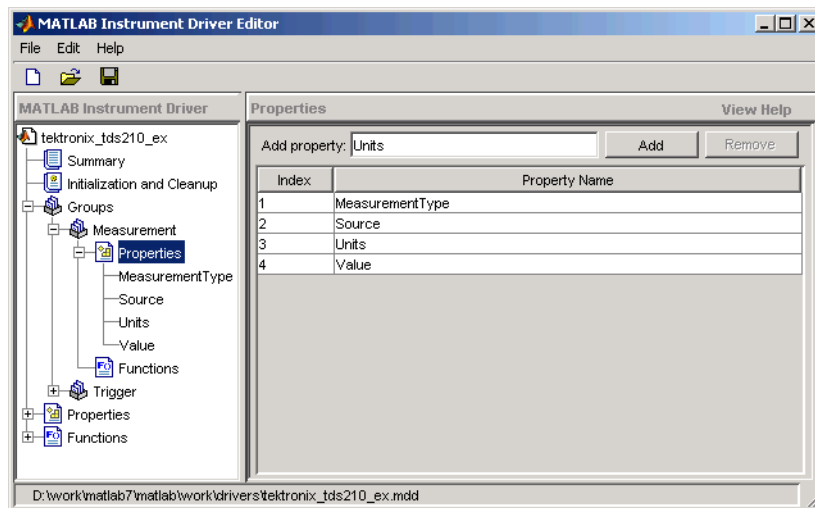 MATLAB Instrument Driver Editor
File Edit Help
MATLAB Instrument Driver
tektronix_tds210_ex
Summary
Initialization and Cleanup
Groups
Measurement
Properties
MeasurementType
Source
Units
Value
Functions
Trigger
Properties
Functions
Properties View Help
Add property: Units Add Remove
Index Property Name
1 MeasurementType
2 Source
3 Units
4 Value
D:\work\matlab7\matlab\work\drivers\tektronix_tds210_ex.mdd